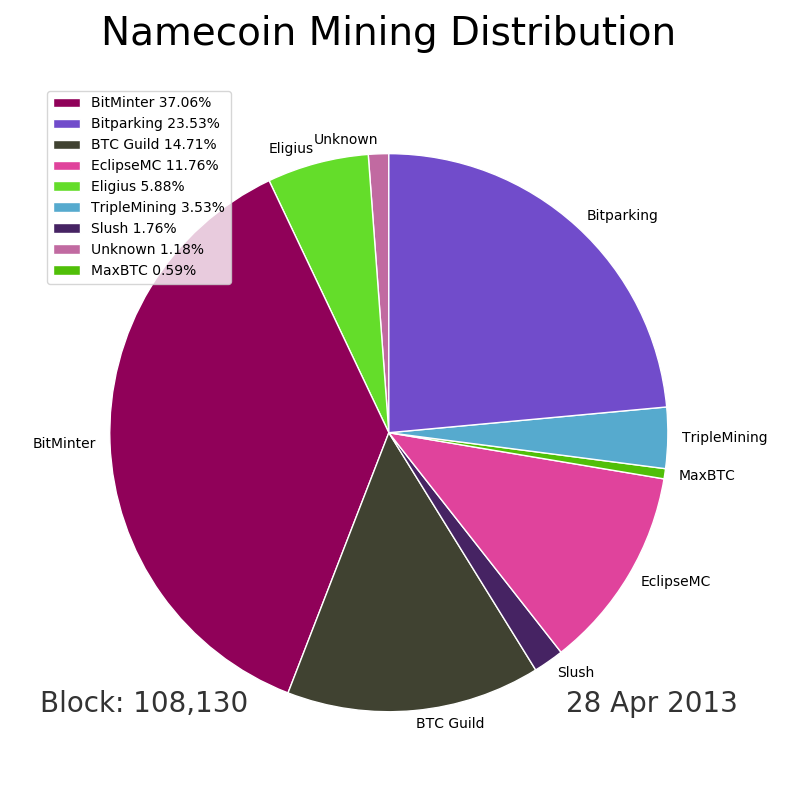 Namecoin Mining Distribution
BitMinter 37.06%
Bitparking 23.53%
BTC Guild 14.71%
EclipseMC 11.76%
Eligius 5.88%
TripleMining 3.53%
Slush 1.76%
Unknown 1.18%
MaxBTC 0.59%
Unknown
Eligius
Bitparking
TripleMining
BitMinter
MaxBTC
EclipseMC
Slush
BTC Guild
Block: 108,130
28 Apr 2013